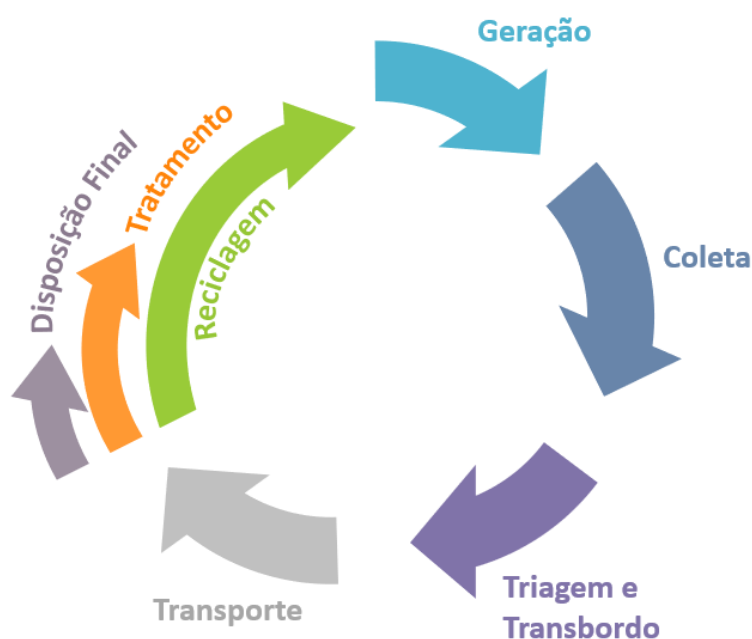 Geração
Coleta
Triagem e
Transbordo
Transporte
Reciclagem
Tratamento
Disposição Final